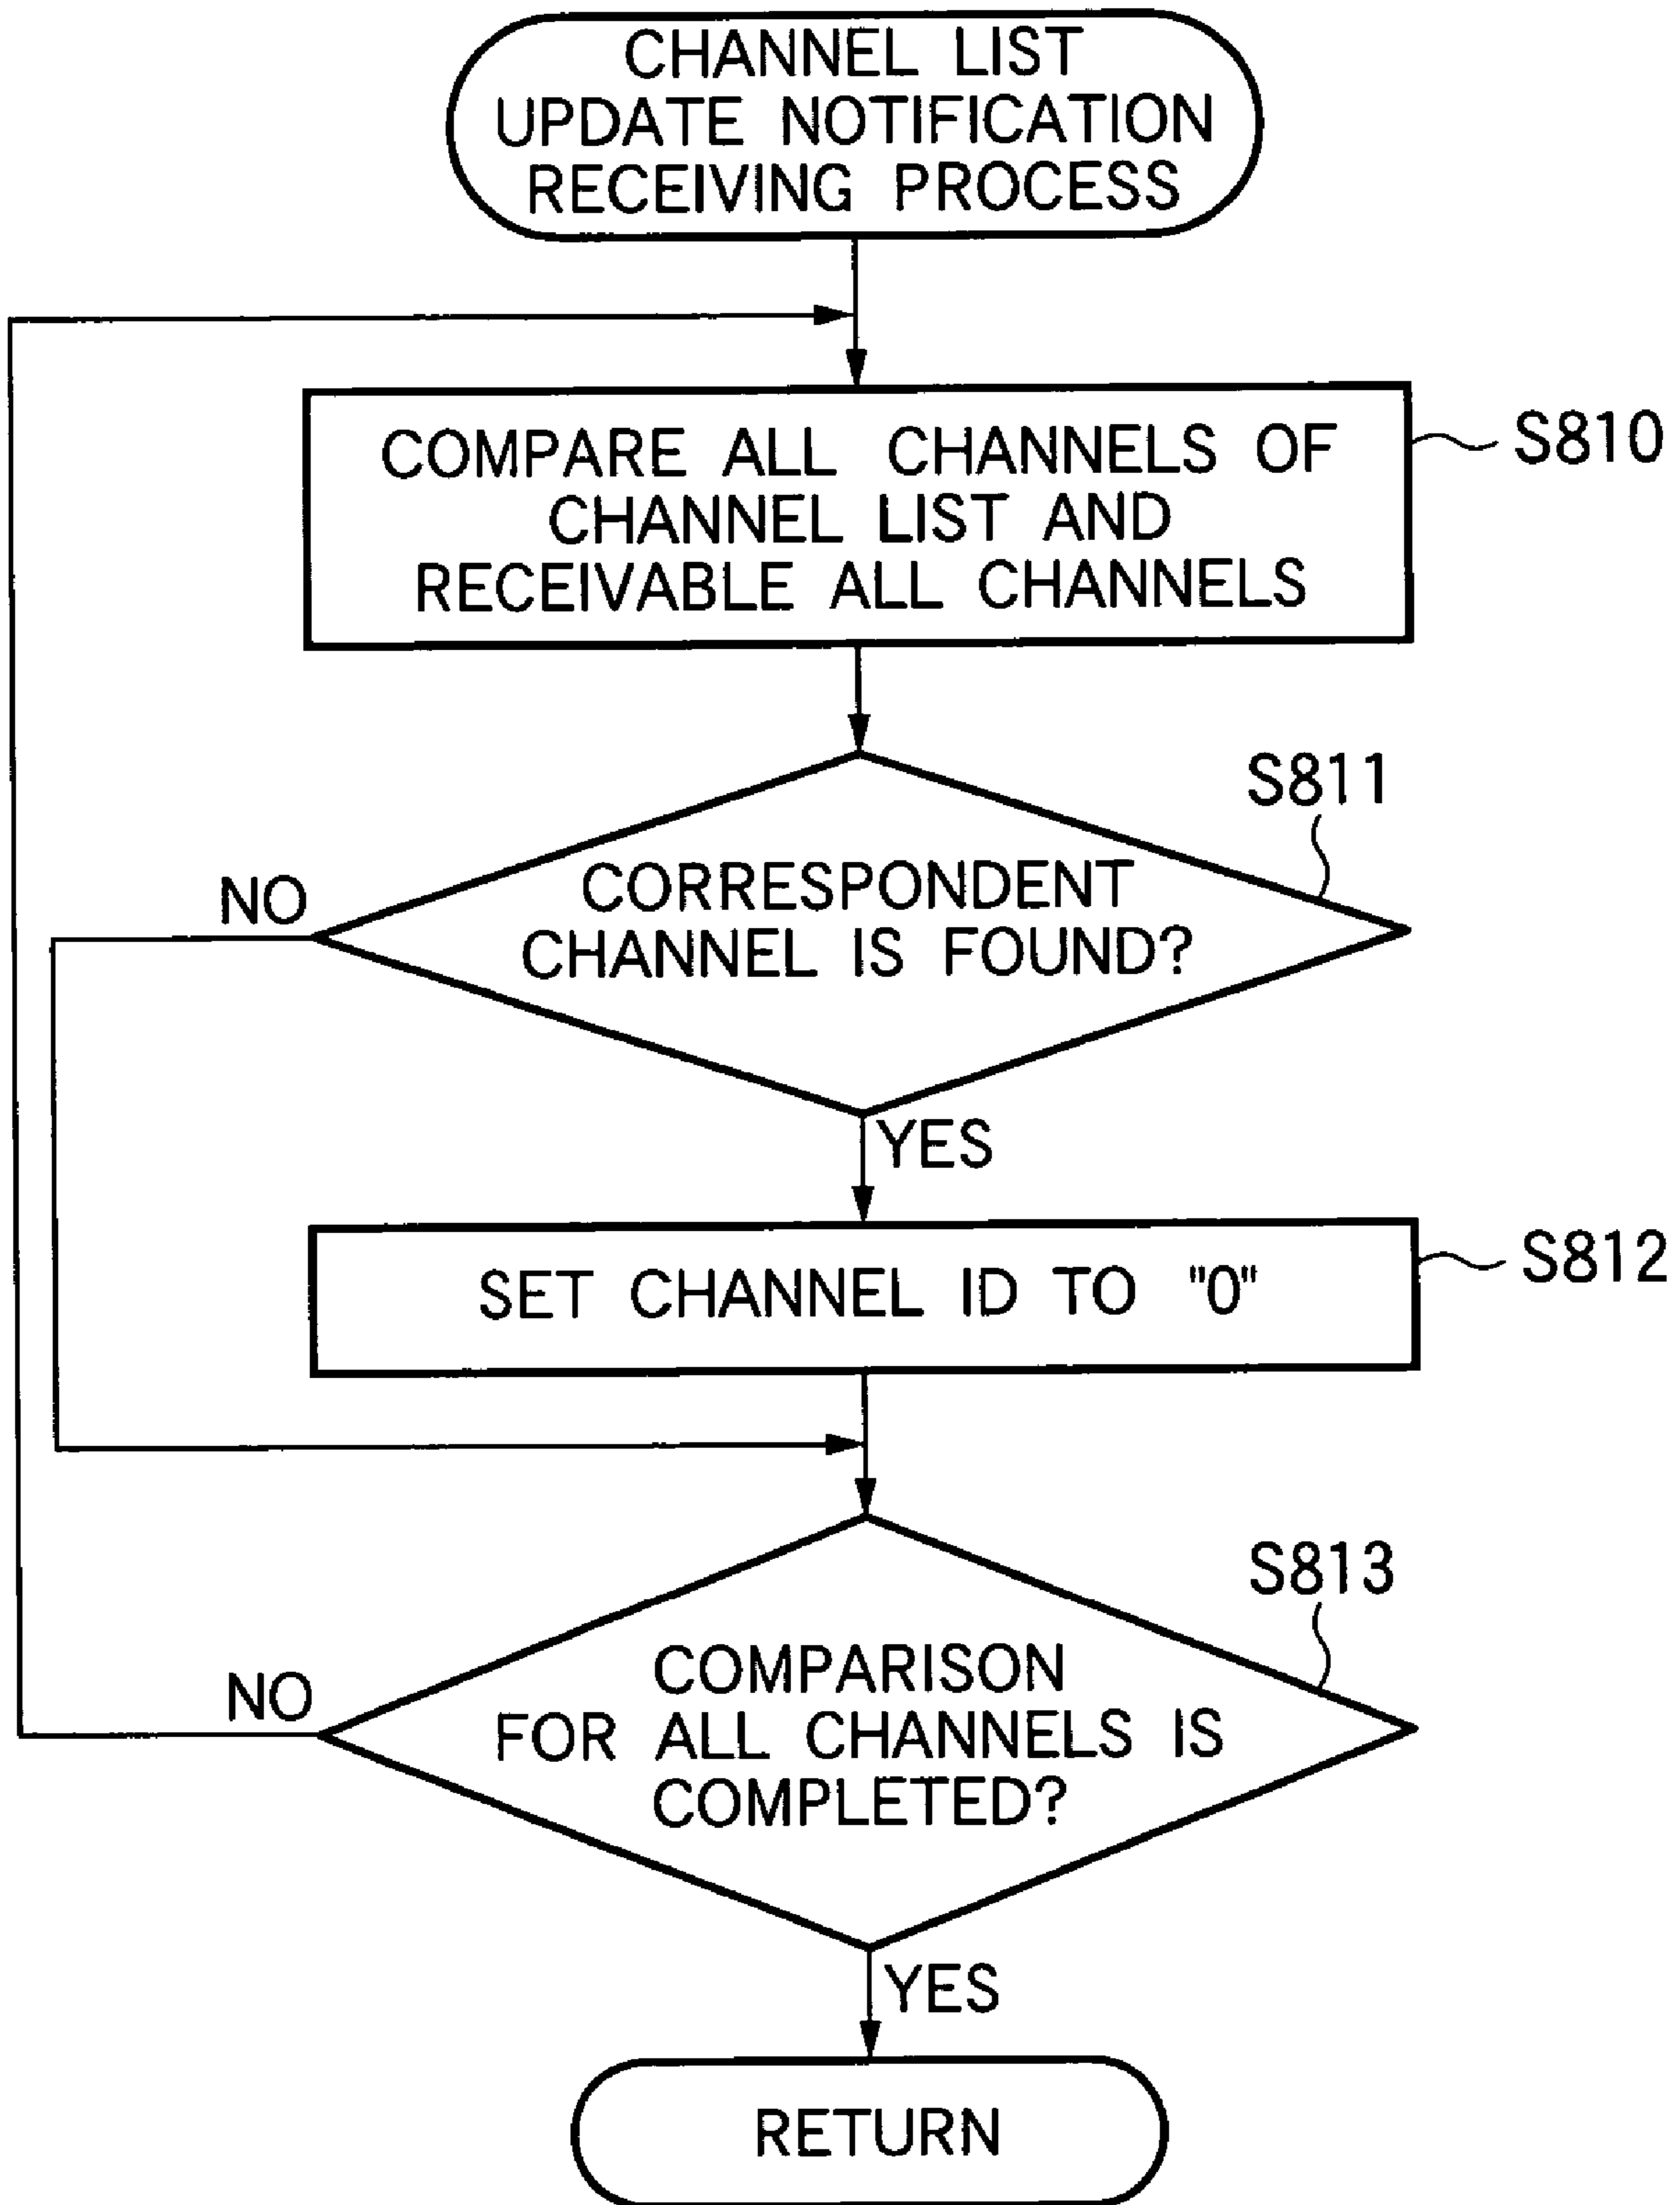 CHANNEL LIST
UPDATE NOTIFICATION
RECEIVING PROCESS
COMPARE ALL CHANNELS OF
CHANNEL LIST AND
RECEIVABLE ALL CHANNELS
S810
S811
CORRESPONDENT
CHANNEL IS FOUND?
NO
YES
SET CHANNEL ID TO "0"
S812
S813
COMPARISON
FOR ALL CHANNELS IS
COMPLETED?
NO
YES
RETURN